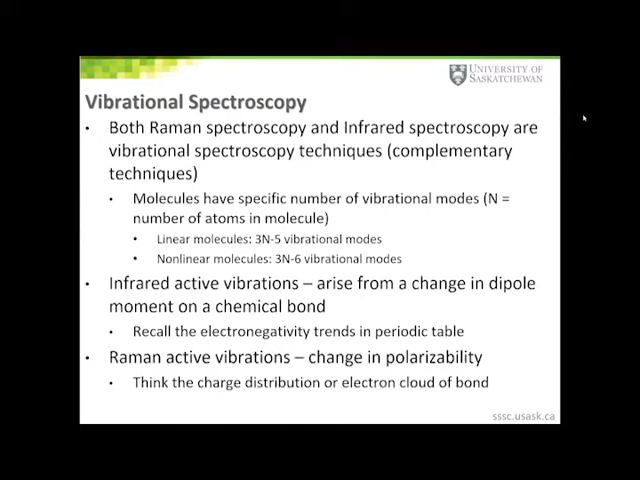 UNIVERSITY OF
SASKATCHEWAN
Vibrational Spectroscopy
• Both Raman spectroscopy and Infrared spectroscopy are
vibrational spectroscopy techniques (complementary
techniques)
• Molecules have specific number of vibrational modes (N =
number of atoms in molecule)
• Linear molecules: 3N-5 vibrational modes
• Nonlinear molecules: 3N-6 vibrational modes
• Infrared active vibrations – arise from a change in dipole
moment on a chemical bond
• Recall the electronegativity trends in periodic table
• Raman active vibrations – change in polarizability
• Think the charge distribution or electron cloud of bond
sssc.usask.ca